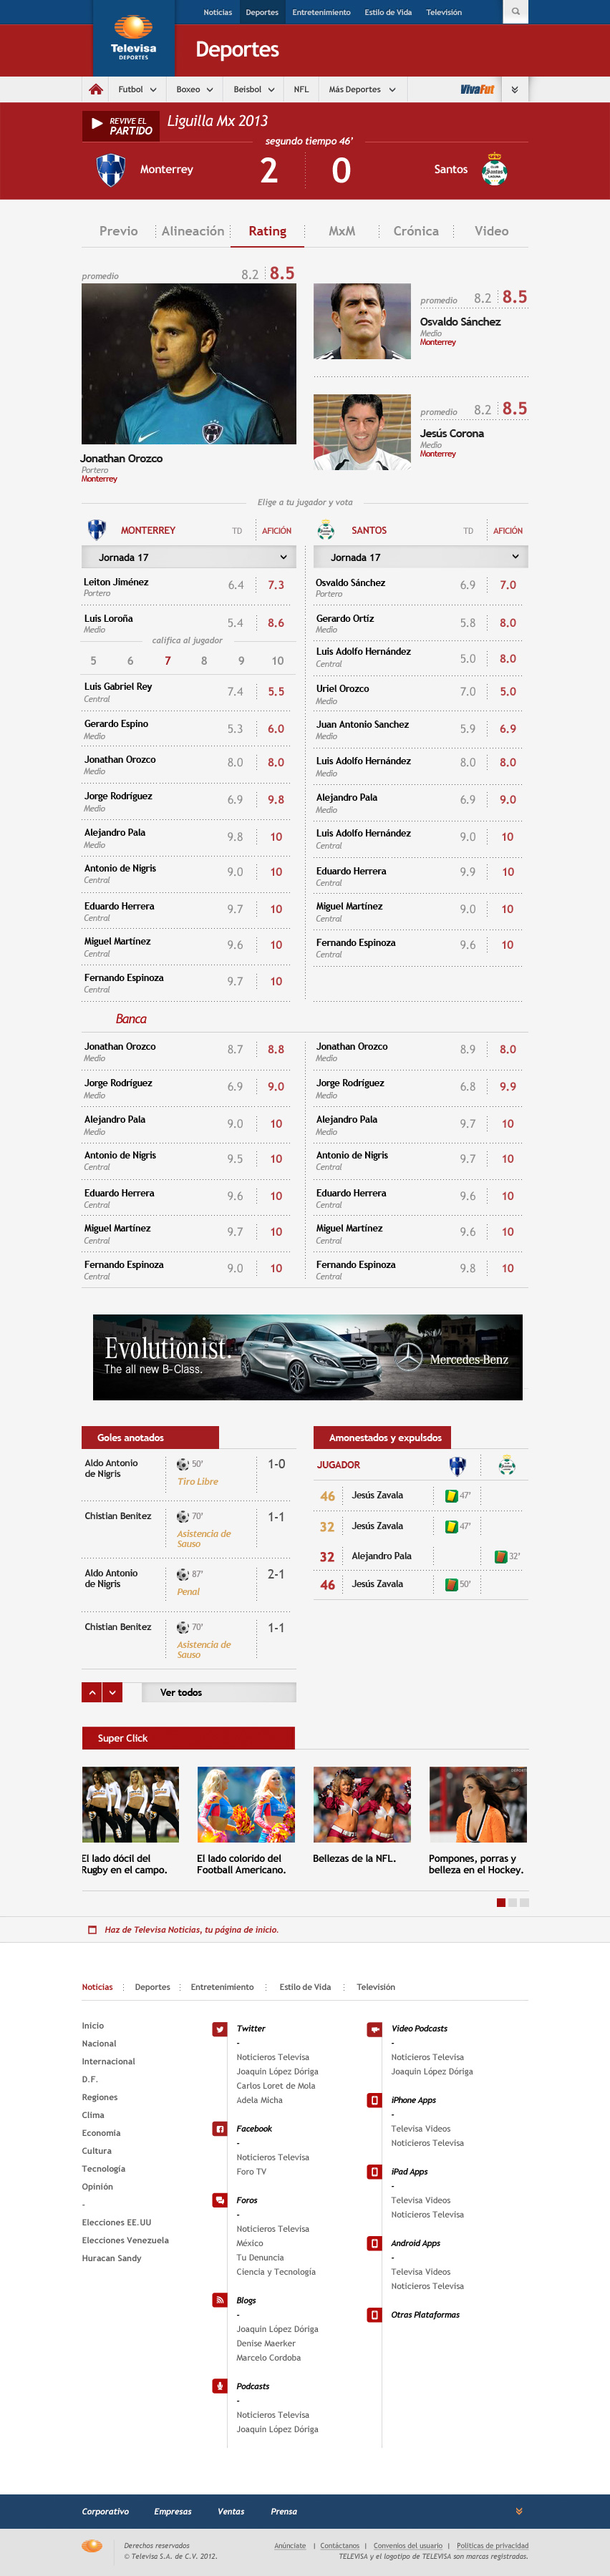 Noticias Deportes Entretenimiento Estilo de Vida Televisión
Televisa
DEPORTES
Deportes
Futbol Boxeo Beisbol NFL Más Deportes VivaFut
REVIVE EL
PARTIDO
Liguilla Mx 2013
segundo tiempo 46'
Monterrey 2 0 Santos
Previo Alineación Rating MxM Crónica Video
promedio 8.2 8.5
Jonathan Orozco
Portero
Monterrey
promedio 8.2 8.5
Osvaldo Sánchez
Medio
Monterrey
promedio 8.2 8.5
Jesús Corona
Medio
Monterrey
Elige a tu jugador y vota
MONTERREY TD AFICIÓN
Jornada 17
Leiton Jiménez 6.4 7.3
Portero
Luis Loroña 5.4 8.6
Medio
califica al jugador
5 6 7 8 9 10
Luis Gabriel Rey 7.4 5.5
Central
Gerardo Espino 5.3 6.0
Medio
Jonathan Orozco 8.0 8.0
Medio
Jorge Rodríguez 6.9 9.8
Medio
Alejandro Pala 9.8 10
Medio
Antonio de Nigris 9.0 10
Central
Eduardo Herrera 9.7 10
Central
Miguel Martínez 9.6 10
Central
Fernando Espinoza 9.7 10
Central
SANTOS TD AFICIÓN
Jornada 17
Osvaldo Sánchez 6.9 7.0
Portero
Gerardo Ortíz 5.8 8.0
Medio
Luis Adolfo Hernández 5.0 8.0
Central
Uriel Orozco 7.0 5.0
Medio
Juan Antonio Sanchez 5.9 6.9
Medio
Luis Adolfo Hernández 8.0 8.0
Medio
Alejandro Pala 6.9 9.0
Medio
Luis Adolfo Hernández 9.0 10
Central
Eduardo Herrera 9.9 10
Central
Miguel Martínez 9.0 10
Central
Fernando Espinoza 9.6 10
Central
Banca
Jonathan Orozco 8.7 8.8
Medio
Jorge Rodríguez 6.9 9.0
Medio
Alejandro Pala 9.0 10
Medio
Antonio de Nigris 9.5 10
Central
Eduardo Herrera 9.6 10
Central
Miguel Martínez 9.7 10
Central
Fernando Espinoza 9.0 10
Central
Jonathan Orozco 8.9 8.0
Medio
Jorge Rodríguez 6.8 9.9
Medio
Alejandro Pala 9.7 10
Medio
Antonio de Nigris 9.7 10
Central
Eduardo Herrera 9.6 10
Central
Miguel Martínez 9.6 10
Central
Fernando Espinoza 9.8 10
Central
Evolutionist.
The all new B-Class.
Mercedes-Benz
Goles anotados
Aldo Antonio
de Nigris
50' 1-0
Tiro Libre
Chistian Benitez 70' 1-1
Asistencia de
Sauso
Aldo Antonio
de Nigris
87' 2-1
Penal
Christian Benitez 70' 1-1
Asistencia de
Sauso
Ver todos
Amonestados y expulsdos
JUGADOR
46 Jesús Zavala 47'
32 Jesús Zavala 47'
32 Alejandro Pala 32'
46 Jesús Zavala 50'
Super Click
El lado dócil del
Rugby en el campo.
El lado colorido del
Football Americano.
Bellezas de la NFL.
Pompones, porras y
belleza en el Hockey.
Haz de Televisa Noticias, tu página de inicio.
Noticias Deportes Entretenimiento Estilo de Vida Televisión
Inicio
Nacional
Internacional
D.F.
Regiones
Clima
Economía
Cultura
Tecnología
Opinión
-
Elecciones EE.UU
Elecciones Venezuela
Huracan Sandy
Twitter
-
Noticieros Televisa
Joaquin López Dóriga
Carlos Loret de Mola
Adela Micha
Facebook
-
Noticieros Televisa
Foro TV
Foros
-
Noticieros Televisa
México
Tu Denuncia
Ciencia y Tecnología
Blogs
-
Joaquin López Dóriga
Denise Maerker
Marcelo Cordoba
Podcasts
-
Noticieros Televisa
Joaquin López Dóriga
Video Podcasts
-
Noticieros Televisa
Joaquin López Dóriga
iPhone Apps
-
Televisa Videos
Noticieros Televisa
iPad Apps
-
Televisa Videos
Noticieros Televisa
Android Apps
-
Televisa Videos
Noticieros Televisa
Otras Plataformas
Corporativo Empresas Ventas Prensa
Derechos reservados
© Televisa S.A. de C.V. 2012.
Anúnciate | Contáctanos | Convenios del usuario | Políticas de privacidad
TELEVISA y el logotipo de TELEVISA son marcas registradas.